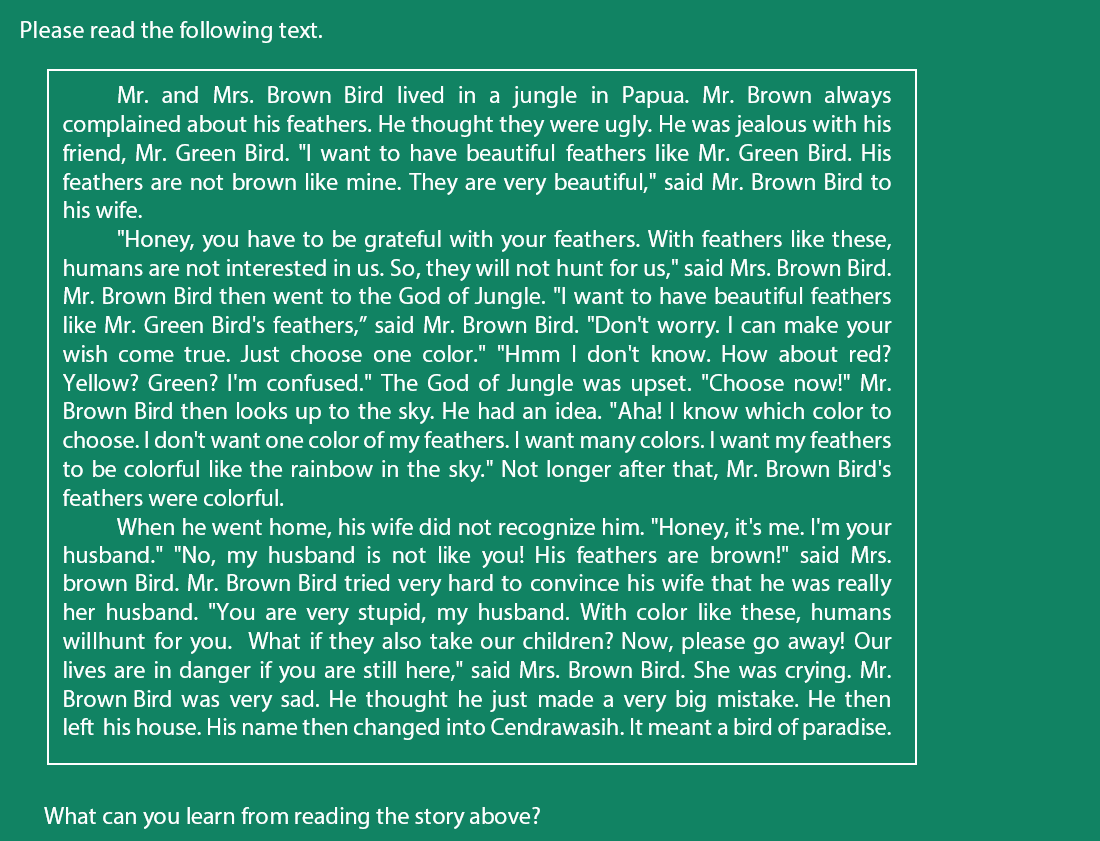 Please read the following text.
Mr. and Mrs. Brown Bird lived in a jungle in Papua. Mr. Brown always
complained about his feathers. He thought they were ugly. He was jealous with his
friend, Mr. Green Bird. "I want to have beautiful feathers like Mr. Green Bird. His
feathers are not brown like mine. They are very beautiful," said Mr. Brown Bird to
his wife.
"Honey, you have to be grateful with your feathers. With feathers like these,
humans are not interested in us. So, they will not hunt for us," said Mrs. Brown Bird.
Mr. Brown Bird then went to the God of Jungle. "I want to have beautiful feathers
like Mr. Green Bird's feathers,” said Mr. Brown Bird. "Don't worry. I can make your
wish come true. Just choose one color." "Hmm I don't know. How about red?
Yellow? Green? I'm confused." The God of Jungle was upset. "Choose now!" Mr.
Brown Bird then looks up to the sky. He had an idea. "Aha! I know which color to
choose. I don't want one color of my feathers. I want many colors. I want my feathers
to be colorful like the rainbow in the sky." Not longer after that, Mr. Brown Bird's
feathers were colorful.
When he went home, his wife did not recognize him. "Honey, it's me. I'm your
husband." "No, my husband is not like you! His feathers are brown!" said Mrs.
brown Bird. Mr. Brown Bird tried very hard to convince his wife that he was really
her husband. "You are very stupid, my husband. With color like these, humans
willhunt for you. What if they also take our children? Now, please go away! Our
lives are in danger if you are still here," said Mrs. Brown Bird. She was crying. Mr.
Brown Bird was very sad. He thought he just made a very big mistake. He then
left his house. His name then changed into Cendrawasih. It meant a bird of paradise.
What can you learn from reading the story above?